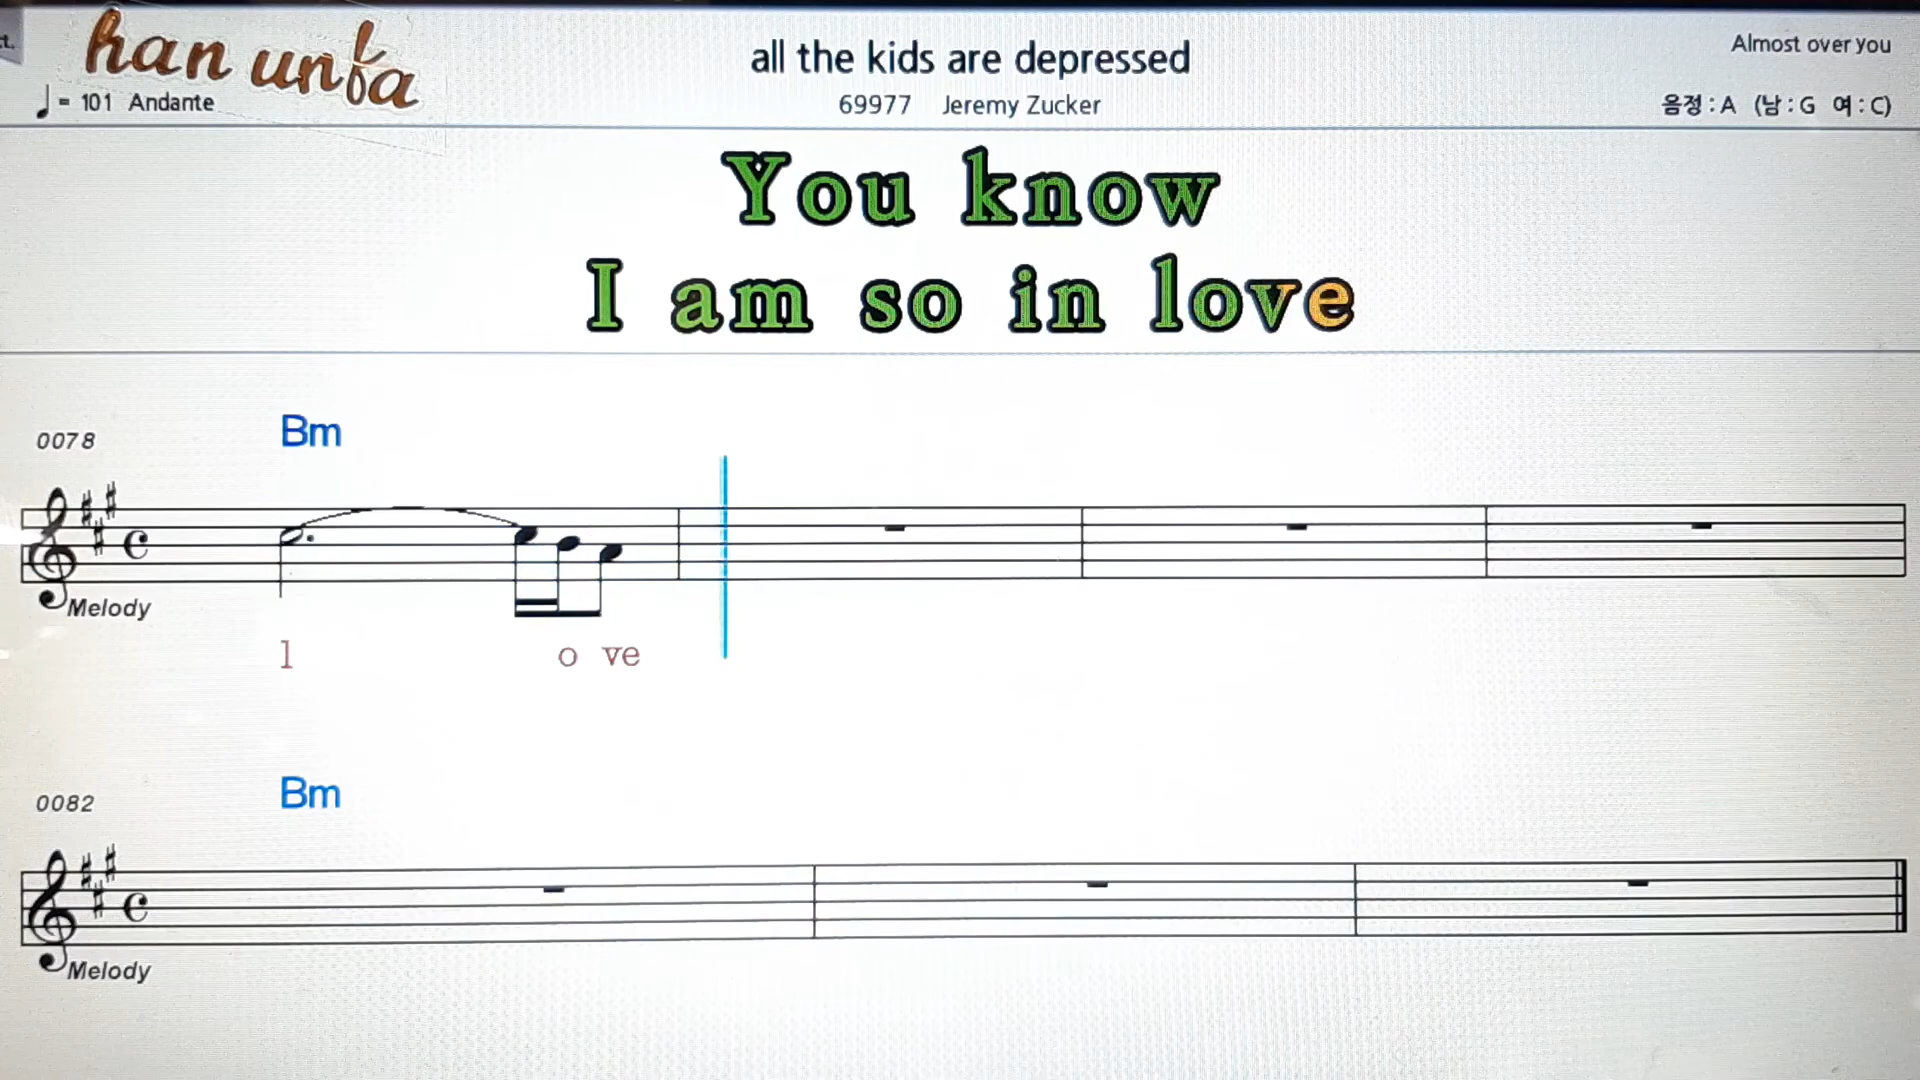 ct.
han unfa
♩ = 101 Andante
all the kids are depressed
69977 Jeremy Zucker
Almost over you
음정 : A (남 : G 여 : C)
You know
I am so in love
0078
Bm
Melody
l o ve
0082
Bm
Melody